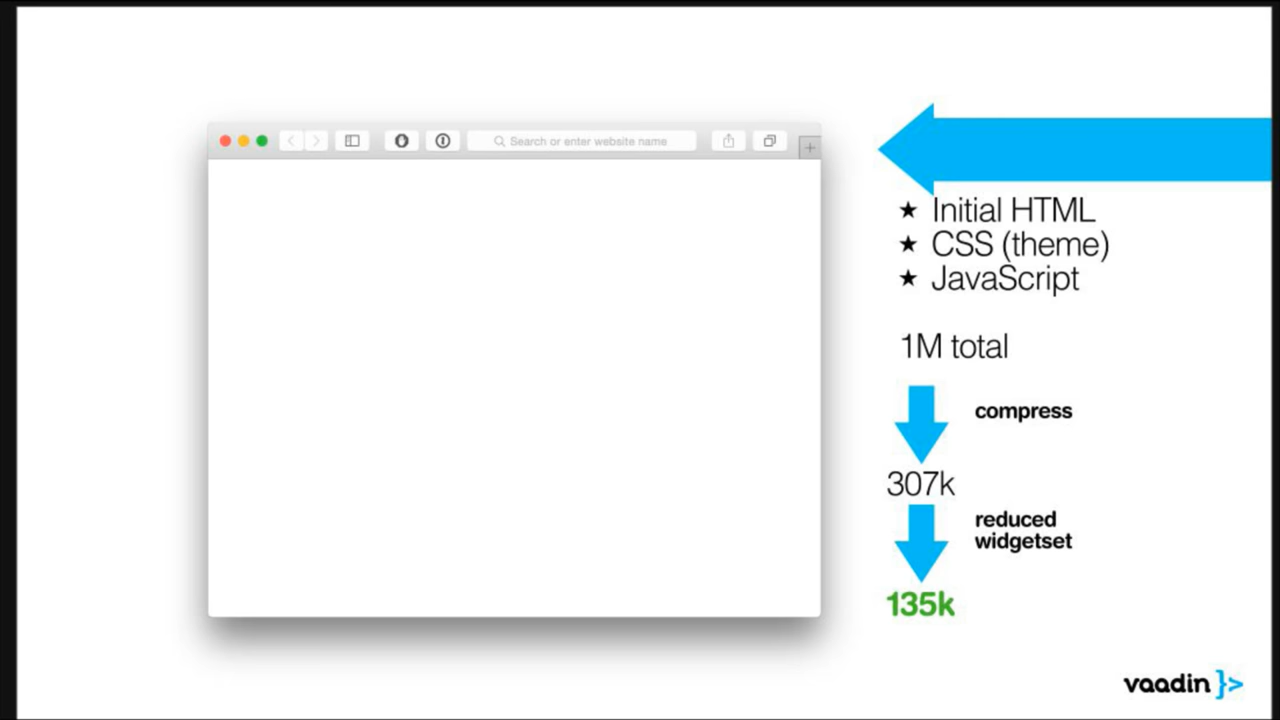 Search or enter website name
★ Initial HTML
★ CSS (theme)
★ JavaScript
1M total
compress
307k
reduced
widgetset
135k
vaadin }>